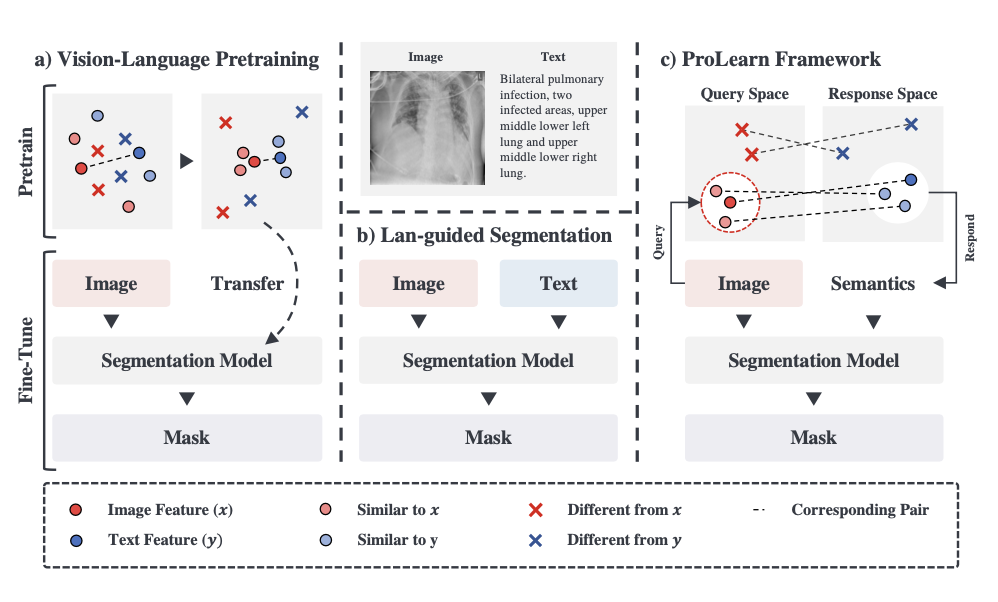 a) Vision-Language Pretraining
Pretrain
Fine-Tune
Image
Transfer
Segmentation Model
Mask
Image
Text
Bilateral pulmonary
infection, two
infected areas, upper
middle lower left
lung and upper
middle lower right
lung.
b) Lan-guided Segmentation
Image
Text
Segmentation Model
Mask
c) ProLearn Framework
Query Space
Response Space
Query
Respond
Image
Semantics
Segmentation Model
Mask
Image Feature (x)
Similar to x
Different from x
Corresponding Pair
Text Feature (y)
Similar to y
Different from y